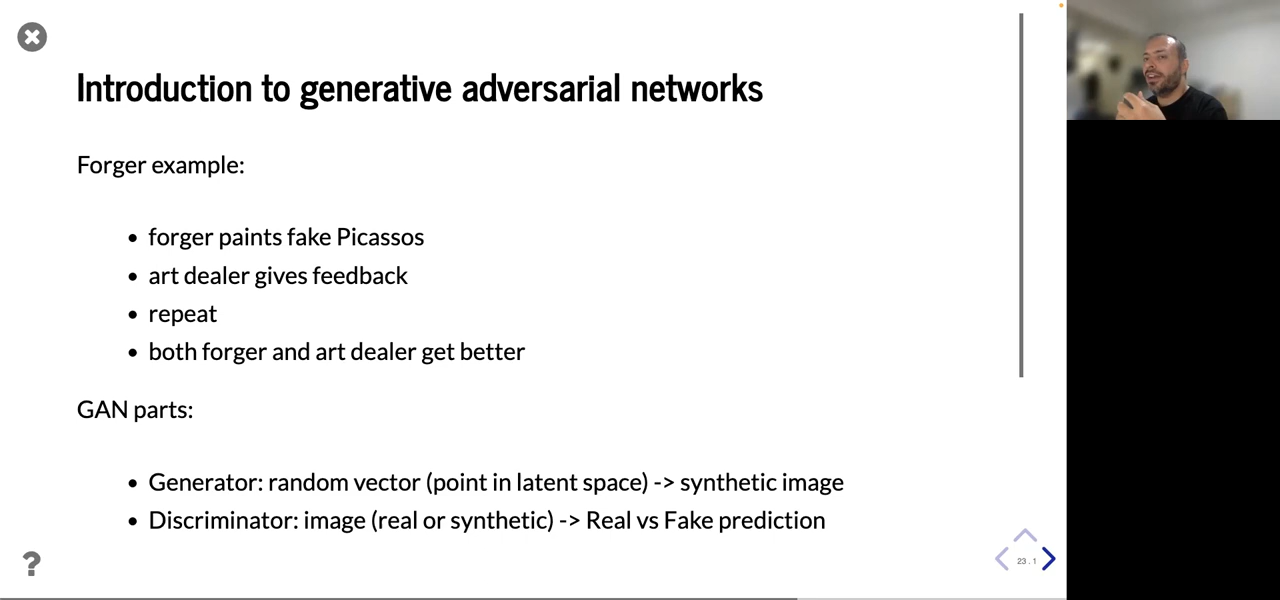 Introduction to generative adversarial networks
Forger example:
• forger paints fake Picassos
• art dealer gives feedback
• repeat
• both forger and art dealer get better
GAN parts:
• Generator: random vector (point in latent space) -> synthetic image
• Discriminator: image (real or synthetic) -> Real vs Fake prediction
?
23 . 1